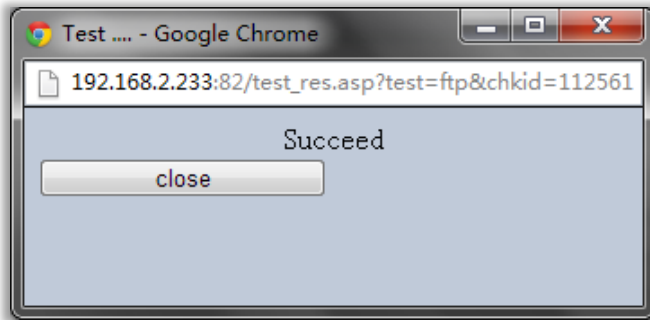 Test .... - Google Chrome
192.168.2.233:82/test_res.asp?test=ftp&chkid=112561
Succeed
close